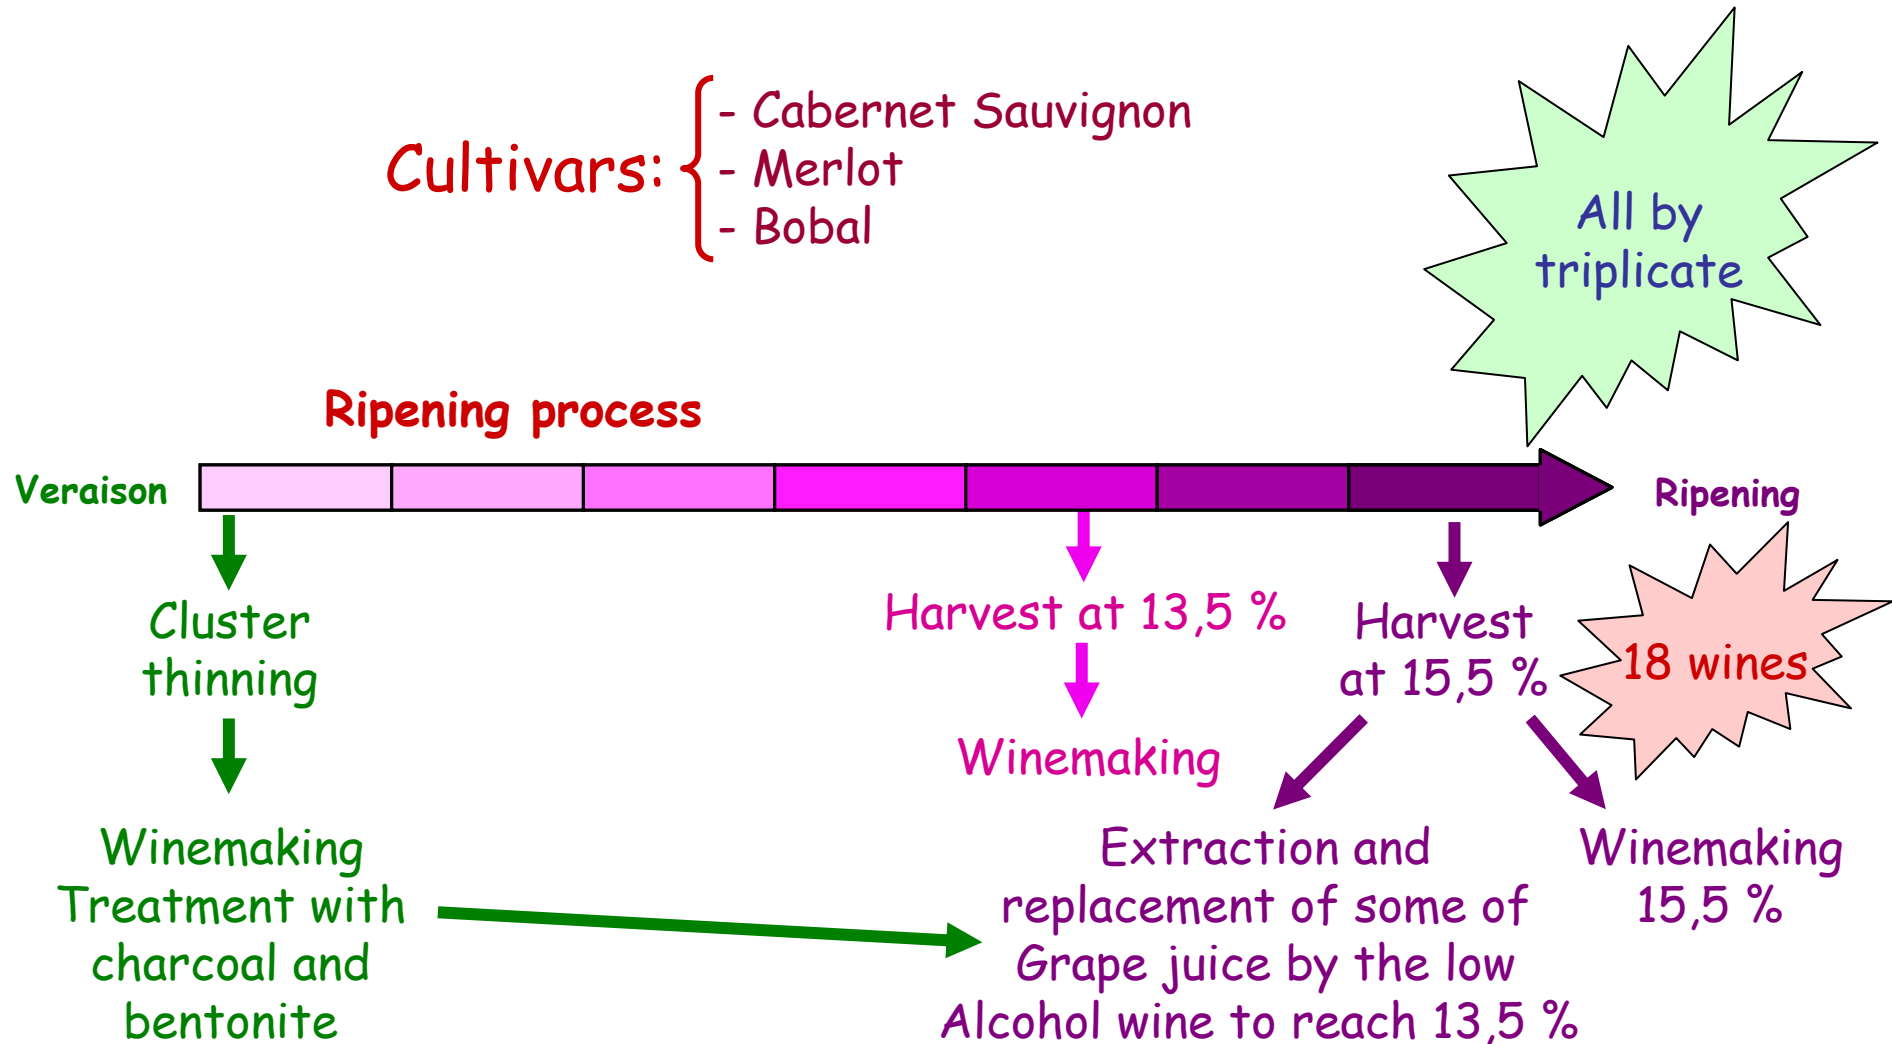 Cultivars:
- Cabernet Sauvignon
- Merlot
- Bobal
All by
triplicate
Ripening process
Veraison
Ripening
Cluster
thinning
Harvest at 13,5 %
Harvest
at 15,5 %
18 wines
Winemaking
Winemaking
Treatment with
charcoal and
bentonite
Extraction and
replacement of some of
Grape juice by the low
Alcohol wine to reach 13,5 %
Winemaking
15,5 %